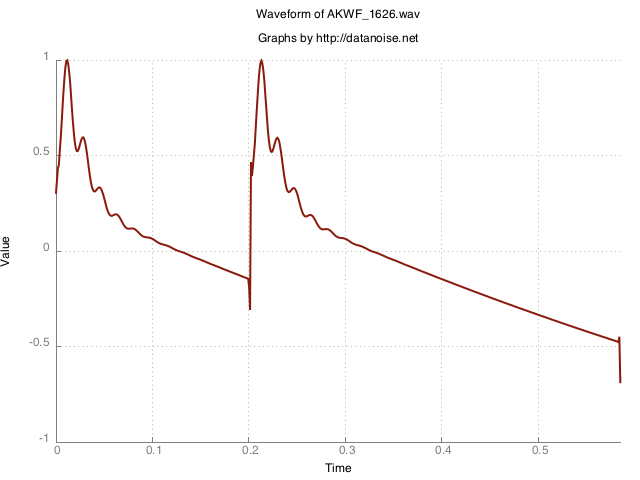 Waveform of AKWF_1626.wav
Graphs by http://datanoise.net
1
0.5
0
-0.5
-1
Value
0 0.1 0.2 0.3 0.4 0.5
Time